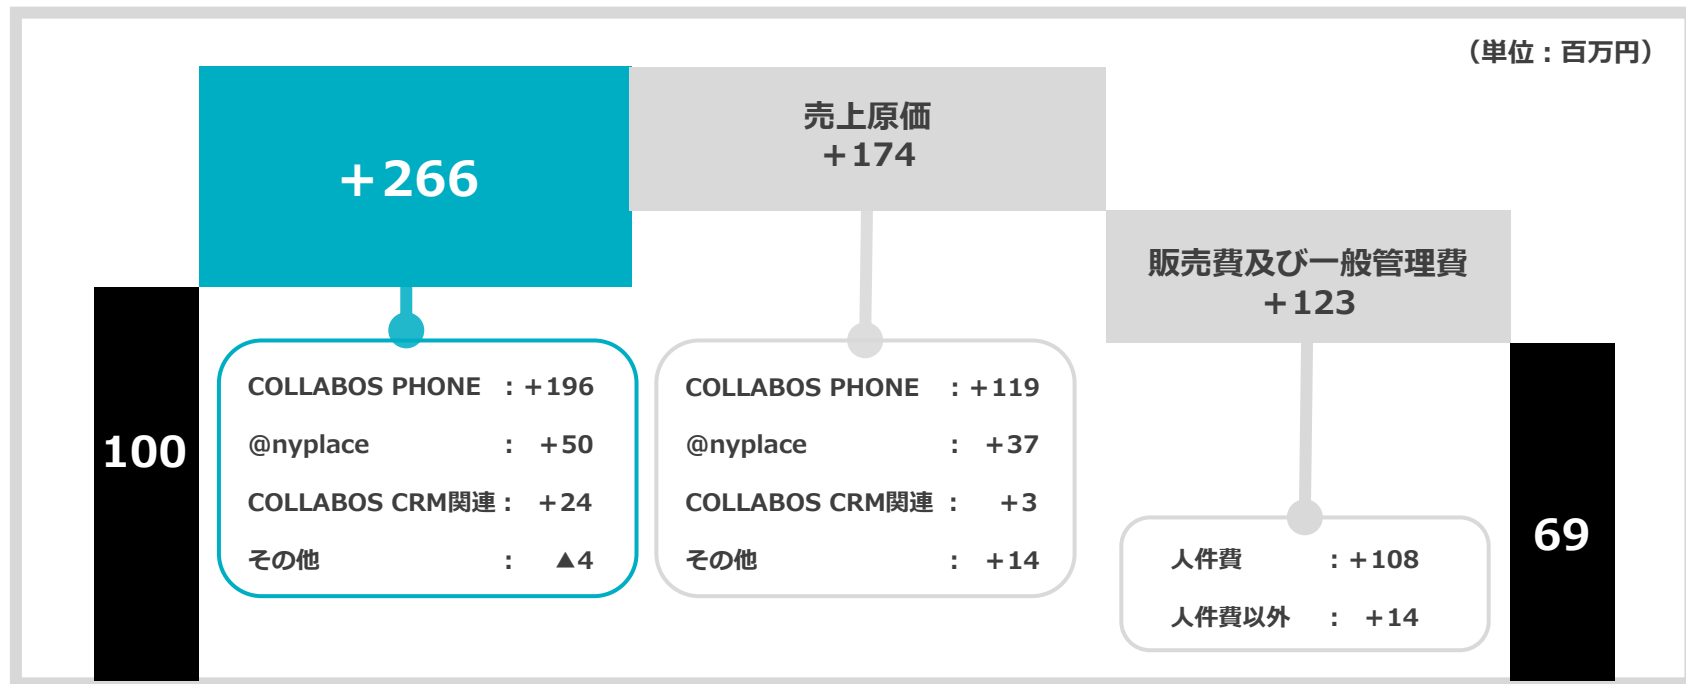 （単位：百万円）
＋266
売上原価
＋174
販売費及び一般管理費
＋123
100
COLLABOS PHONE ：＋196
@nyplace ： ＋50
COLLABOS CRM関連： ＋24
その他 ： ▲4
COLLABOS PHONE ：＋119
@nyplace ： ＋37
COLLABOS CRM関連 ： ＋3
その他 ： ＋14
人件費 ：＋108
人件費以外 ： ＋14
69